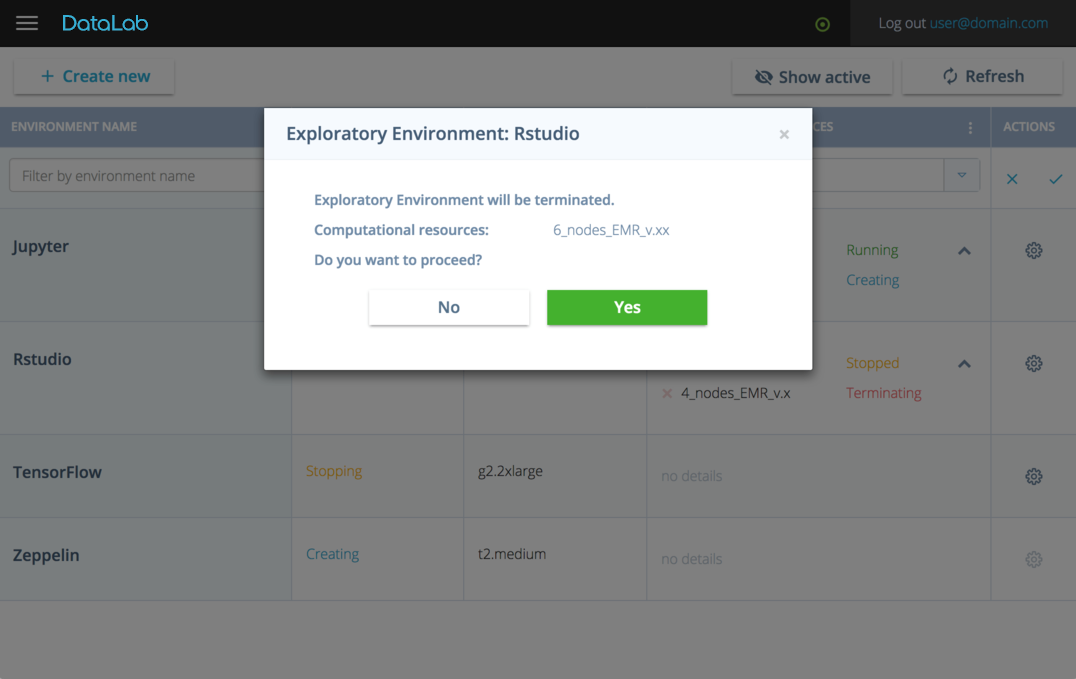 DataLab
Log out user@domain.com
+ Create new
Show active
Refresh
ENVIRONMENT NAME
CES
ACTIONS
Filter by environment name
Exploratory Environment: Rstudio
×
Exploratory Environment will be terminated.
Computational resources: 6_nodes_EMR_v.xx
Do you want to proceed?
No
Yes
Jupyter
Running
Creating
Rstudio
Stopped
4_nodes_EMR_v.x
Terminating
TensorFlow
Stopping
g2.2xlarge
no details
Zeppelin
Creating
t2.medium
no details